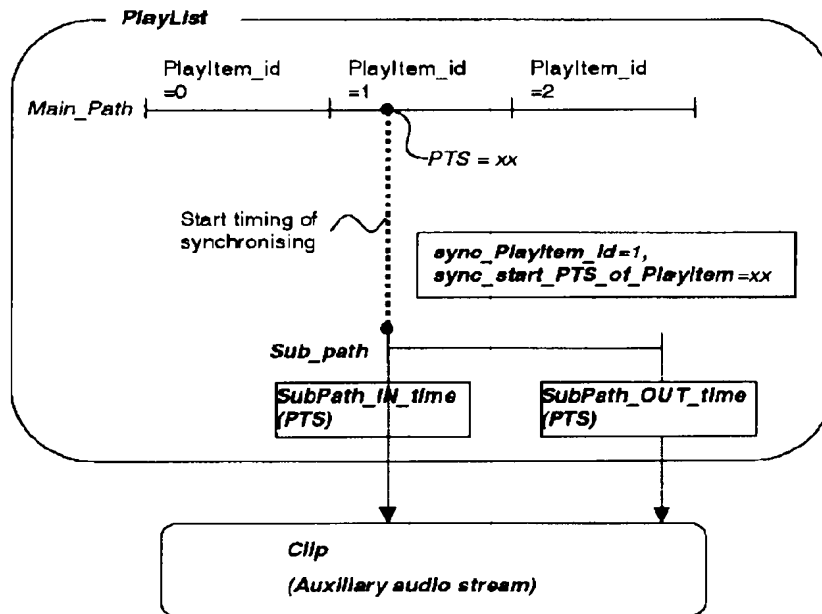 PlayList
PlayItem_id
=0
PlayItem_id
=1
PlayItem_id
=2
Main_Path
PTS = xx
Start timing of
synchronising
sync_PlayItem_id=1,
sync_start_PTS_of_PlayItem=xx
Sub_path
SubPath_IN_time
(PTS)
SubPath_OUT_time
(PTS)
Clip
(Auxiliary audio stream)